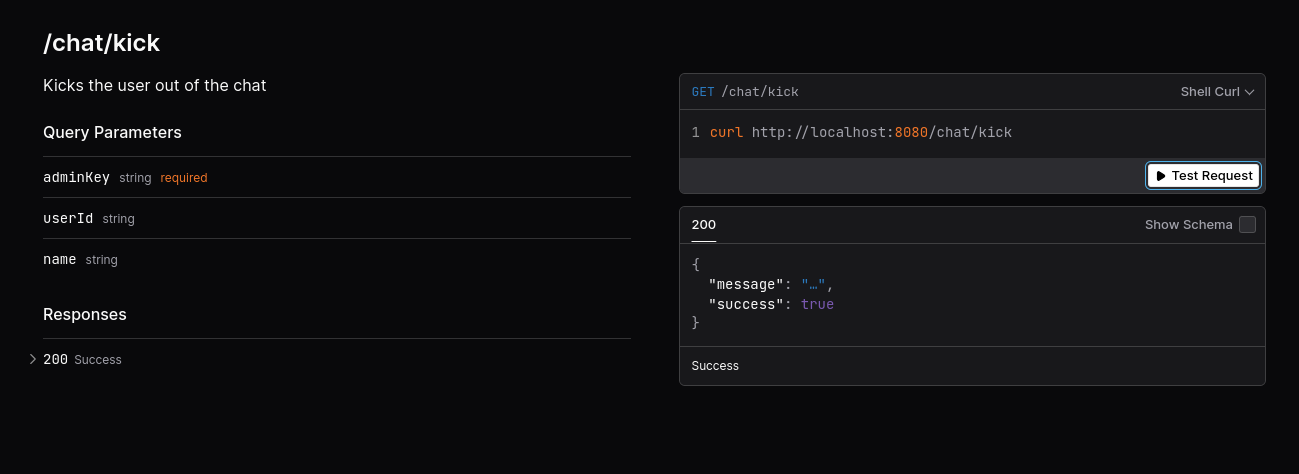 /chat/kick
Kicks the user out of the chat
Query Parameters
adminKey string required
userId string
name string
Responses
200 Success
GET /chat/kick Shell Curl
1 curl http://localhost:8080/chat/kick
Test Request
200 Show Schema
{
"message": "…",
"success": true
}
Success